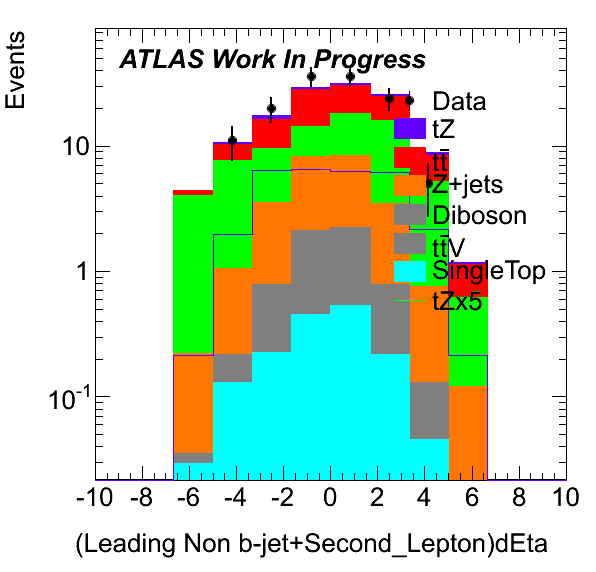 ATLAS Work In Progress
Events
Data
tZ
tt̄
Z+jets
Diboson
tt̄V
SingleTop
tZx5
10
1
10⁻¹
-10 -8 -6 -4 -2 0 2 4 6 8 10
(Leading Non b-jet+Second_Lepton)dEta